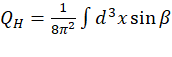 Q_H = \frac{1}{8\pi^2} \int d^3x \sin \beta